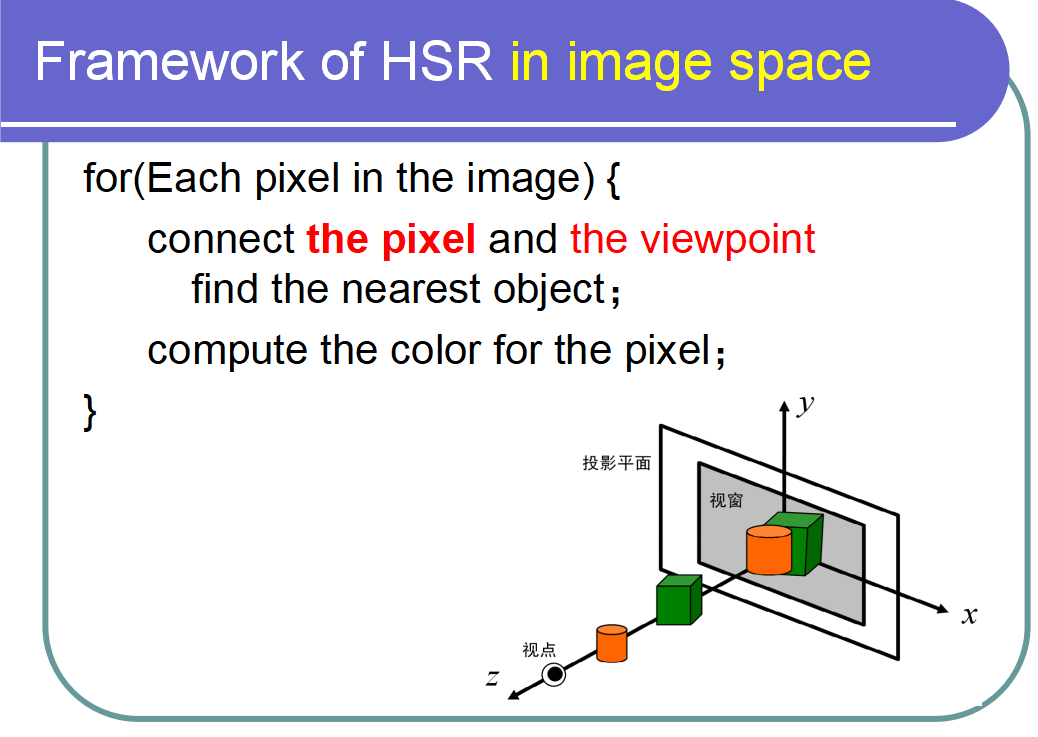 Framework of HSR in image space
for(Each pixel in the image) {
connect the pixel and the viewpoint
find the nearest object；
compute the color for the pixel；
}
y
投影平面
视窗
x
视点
z